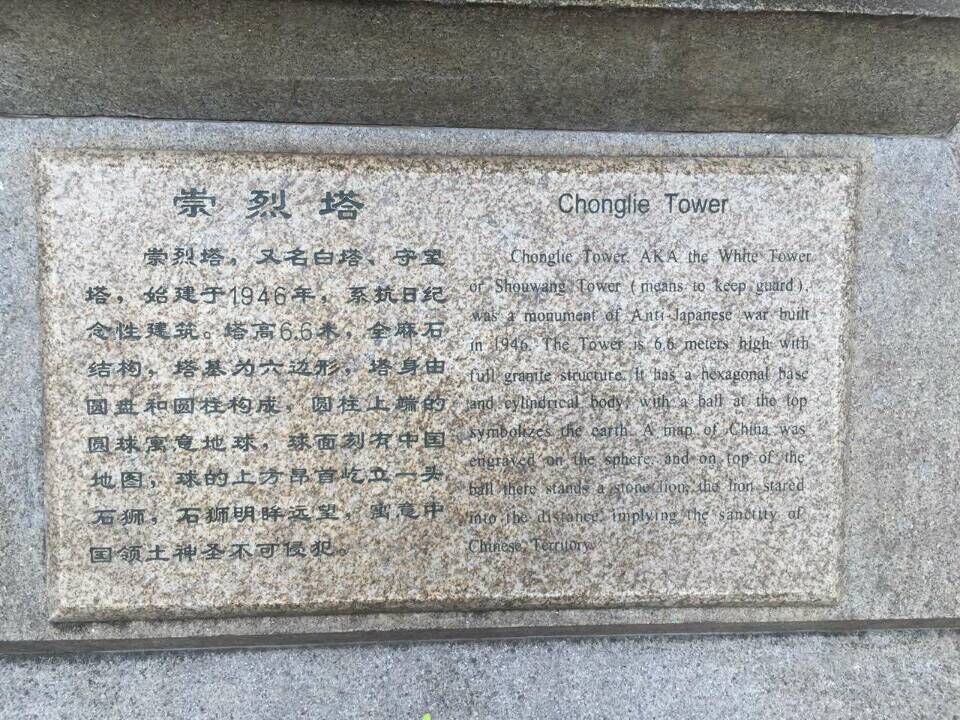 崇烈塔
崇烈塔，又名白塔、守望
塔，始建于1946年，系抗日纪
念性建筑。塔高6.6米，全麻石
结构，塔基为六边形，塔身由
圆盘和圆柱构成，圆柱上端的
圆球寓意地球，球面刻有中国
地图，球的上方昂首屹立一头
石狮，石狮明眸远望，寓意中
国领土神圣不可侵犯。
Chonglie Tower
Chonglie Tower, AKA the White Tower
or Shouwang Tower (means to keep guard),
was a monument of Anti-Japanese war built
in 1946. The Tower is 6.6 meters high with
full granite structure. It has a hexagonal base
and cylindrical body, with a ball at the top
symbolizes the earth. A map of China was
engraved on the sphere, and on top of the
ball there stands a stone lion, the lion stared
into the distance, implying the sanctity of
Chinese Territory.